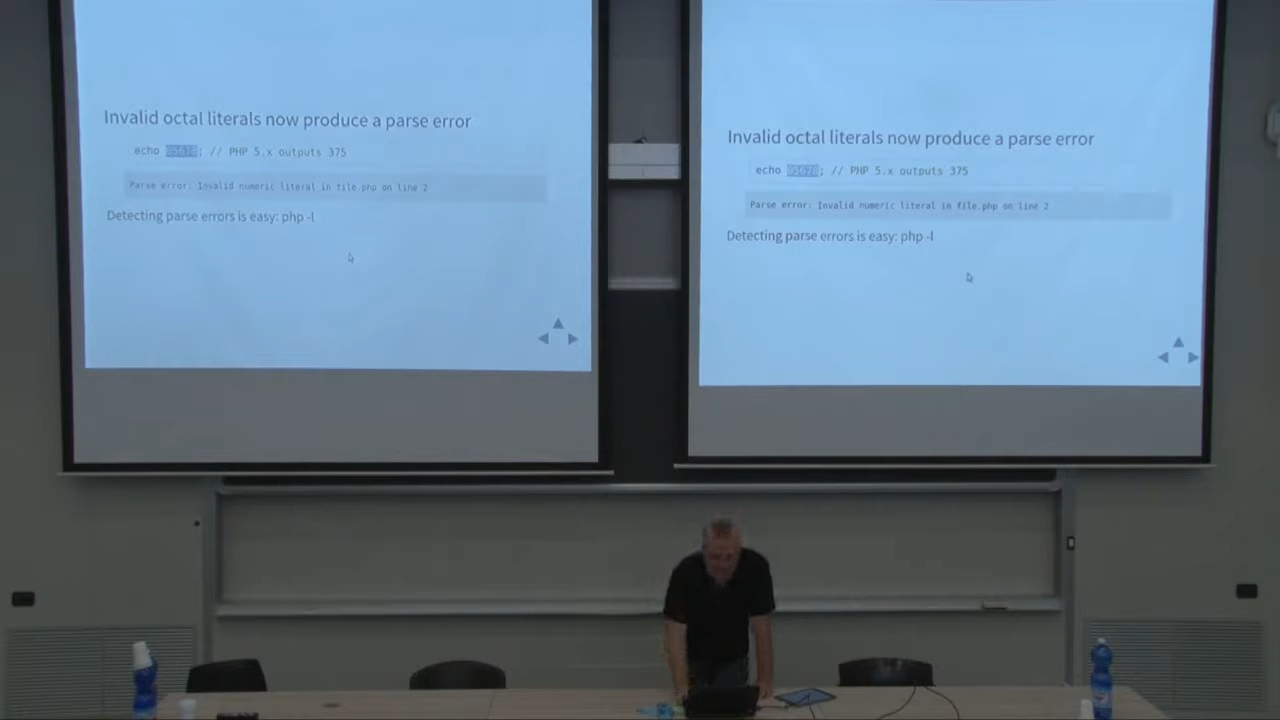 Invalid octal literals now produce a parse error
echo 05678; // PHP 5.x outputs 375
Parse error: Invalid numeric literal in file.php on line 2
Detecting parse errors is easy: php -l
Invalid octal literals now produce a parse error
echo 05678; // PHP 5.x outputs 375
Parse error: Invalid numeric literal in file.php on line 2
Detecting parse errors is easy: php -l